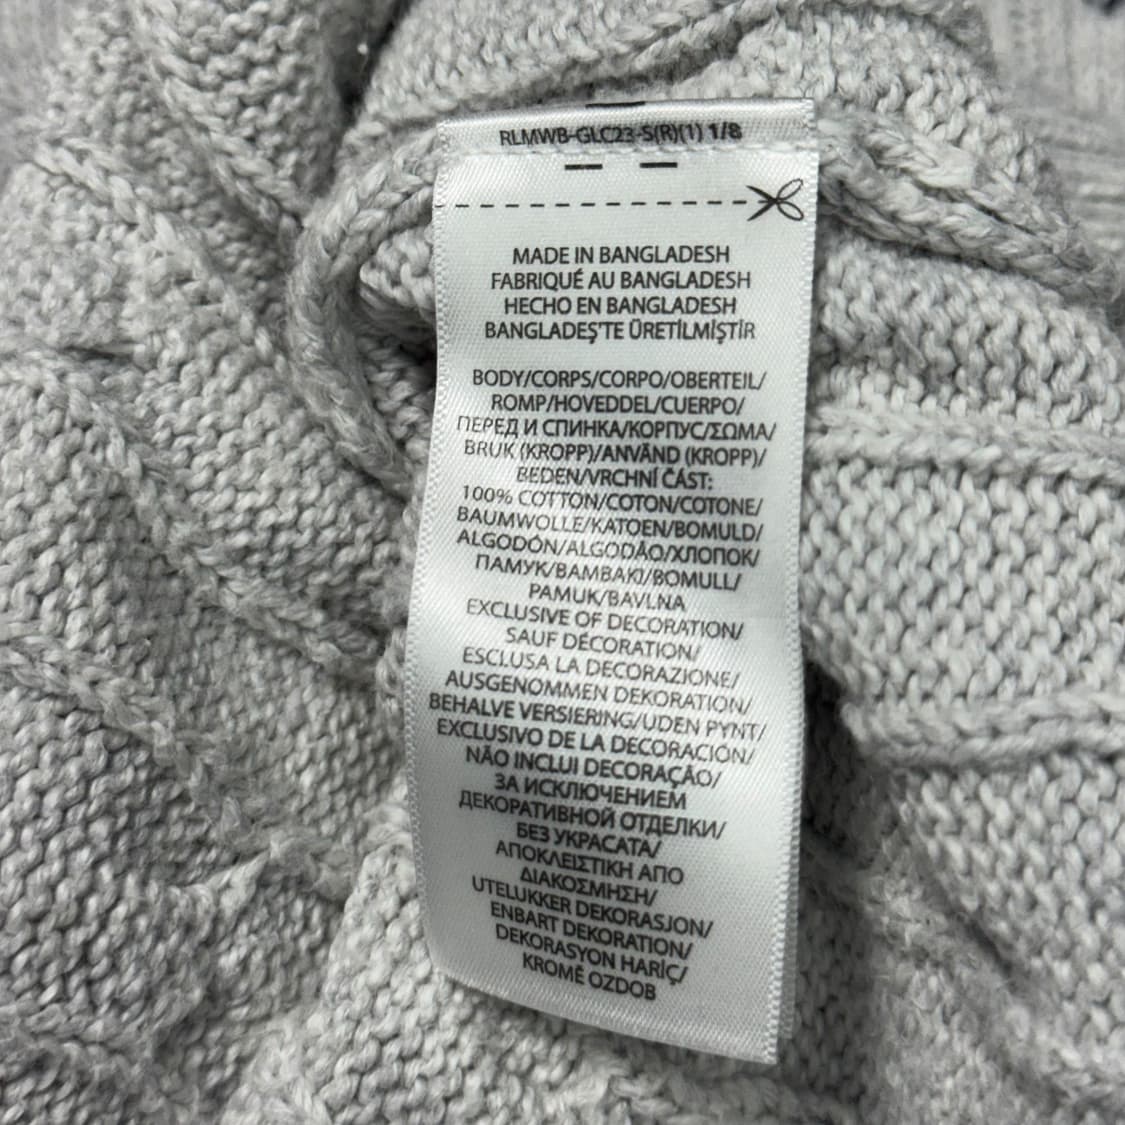 RLMWB-GLC23-S(R)(1) 1/8
MADE IN BANGLADESH
FABRIQUÉ AU BANGLADESH
HECHO EN BANGLADESH
BANGLADEŞ'TE ÜRETİLMİŞTİR
BODY/CORPS/CORPO/OBERTEIL/
ROMP/HOVEDDEL/CUERPO/
ПЕРЕД И СПИНКА/КОРПУС/ΣΩΜΑ/
BRUK (KROPP)/ANVÄND (KROPP)/
BEDEN/VRCHNÍ ČÁST:
100% COTTON/COTON/COTONE/
BAUMWOLLE/KATOEN/BOMULD/
ALGODÓN/ALGODÃO/ХЛОПОК/
ПАМУК/ΒΑΜΒΑΚΙ/BOMULL/
PAMUK/BAVLNA
EXCLUSIVE OF DECORATION/
SAUF DÉCORATION/
ESCLUSA LA DECORAZIONE/
AUSGENOMMEN DEKORATION/
BEHALVE VERSIERING/UDEN PYNT/
EXCLUSIVO DE LA DECORACIÓN/
NÃO INCLUI DECORAÇÃO/
ЗА ИСКЛЮЧЕНИЕМ
ДЕКОРАТИВНОЙ ОТДЕЛКИ/
БЕЗ УКРАСАТА/
ΑΠΟΚΛΕΙΣΤΙΚΗ ΑΠΟ
ΔΙΑΚΟΣΜΗΣΗ/
UTELUKKER DEKORASJON/
ENBART DEKORATION/
DEKORASYON HARİÇ/
KROMĚ OZDOB